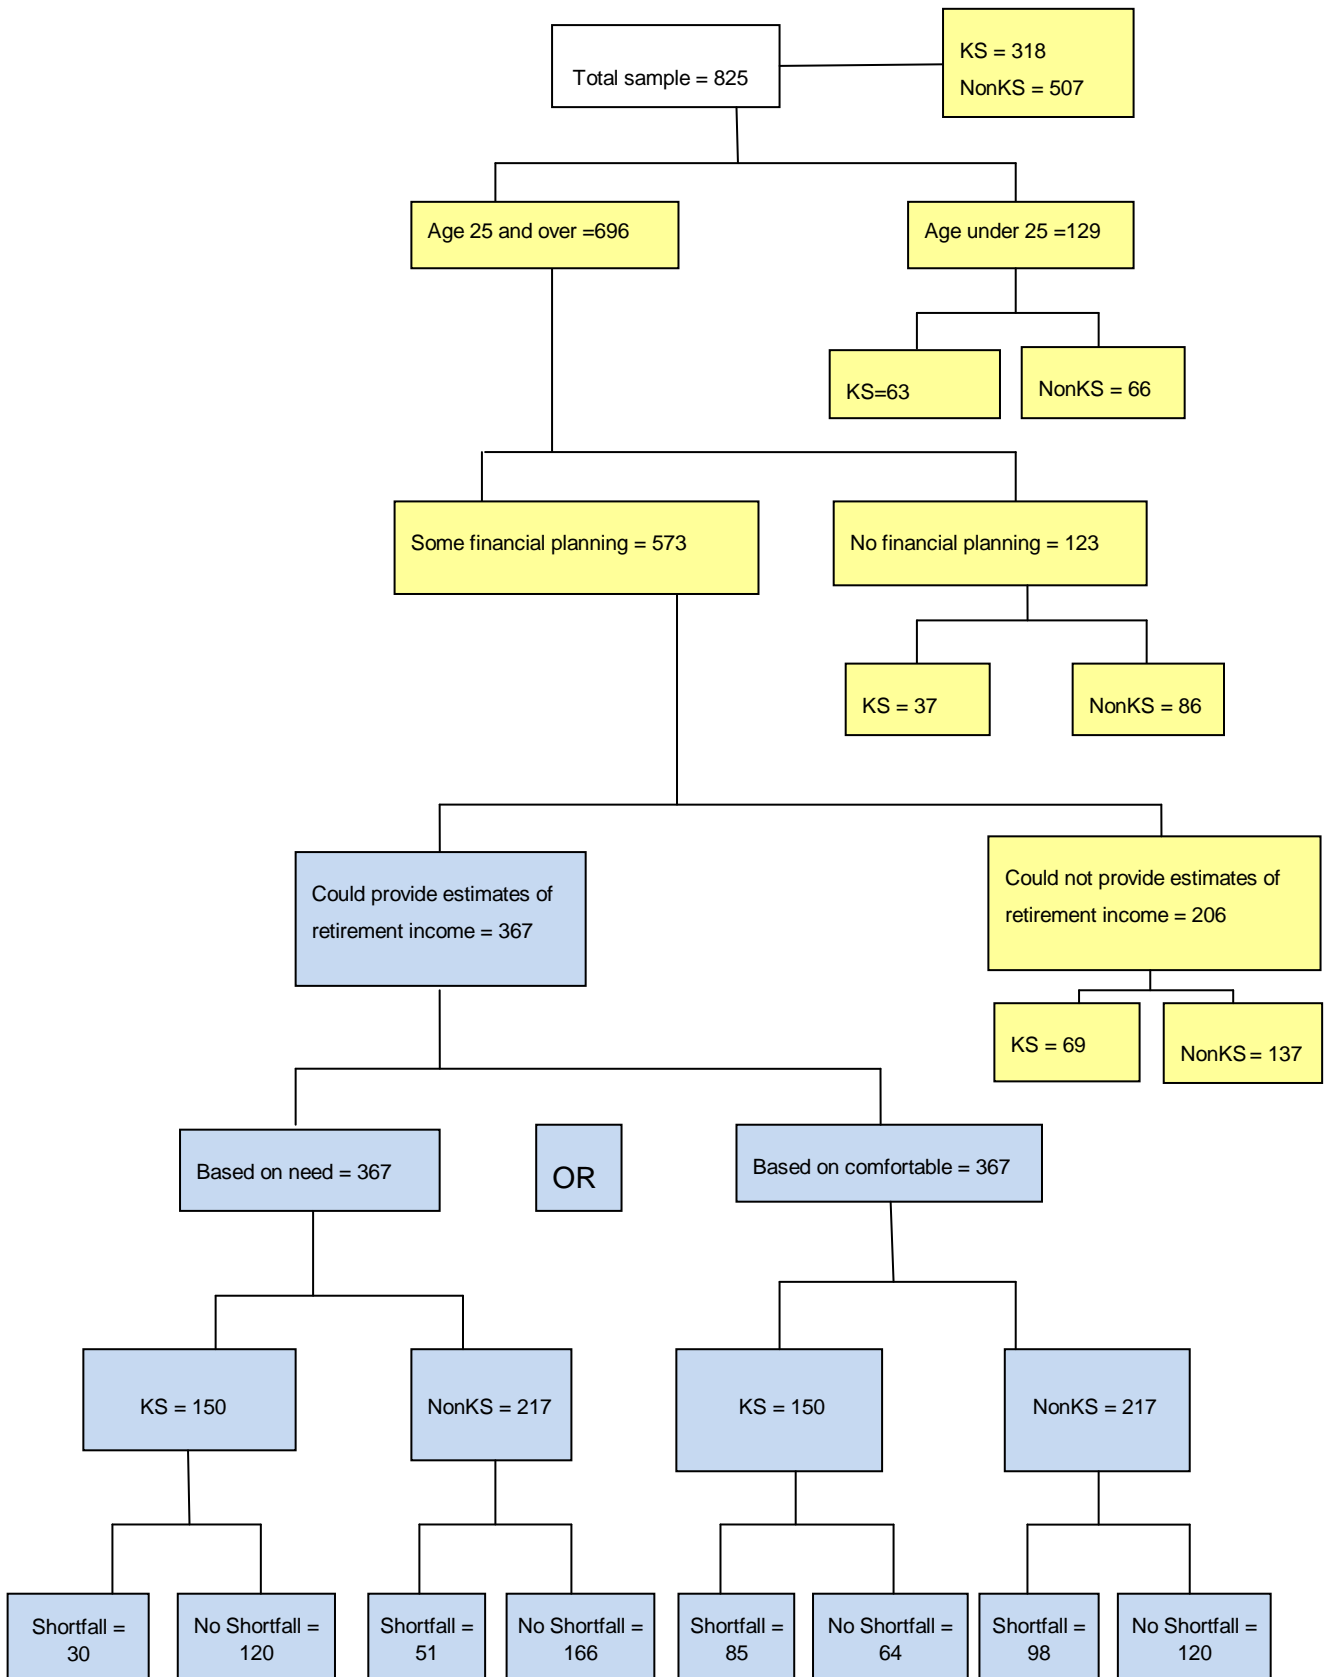 Total sample = 825
KS = 318
NonKS = 507
Age 25 and over =696
Age under 25 =129
KS=63
NonKS = 66
Some financial planning = 573
No financial planning = 123
KS = 37
NonKS = 86
Could provide estimates of
retirement income = 367
Could not provide estimates of
retirement income = 206
KS = 69
NonKS = 137
Based on need = 367
OR
Based on comfortable = 367
KS = 150
NonKS = 217
KS = 150
NonKS = 217
Shortfall =
30
No Shortfall =
120
Shortfall =
51
No Shortfall =
166
Shortfall =
85
No Shortfall =
64
Shortfall =
98
No Shortfall =
120